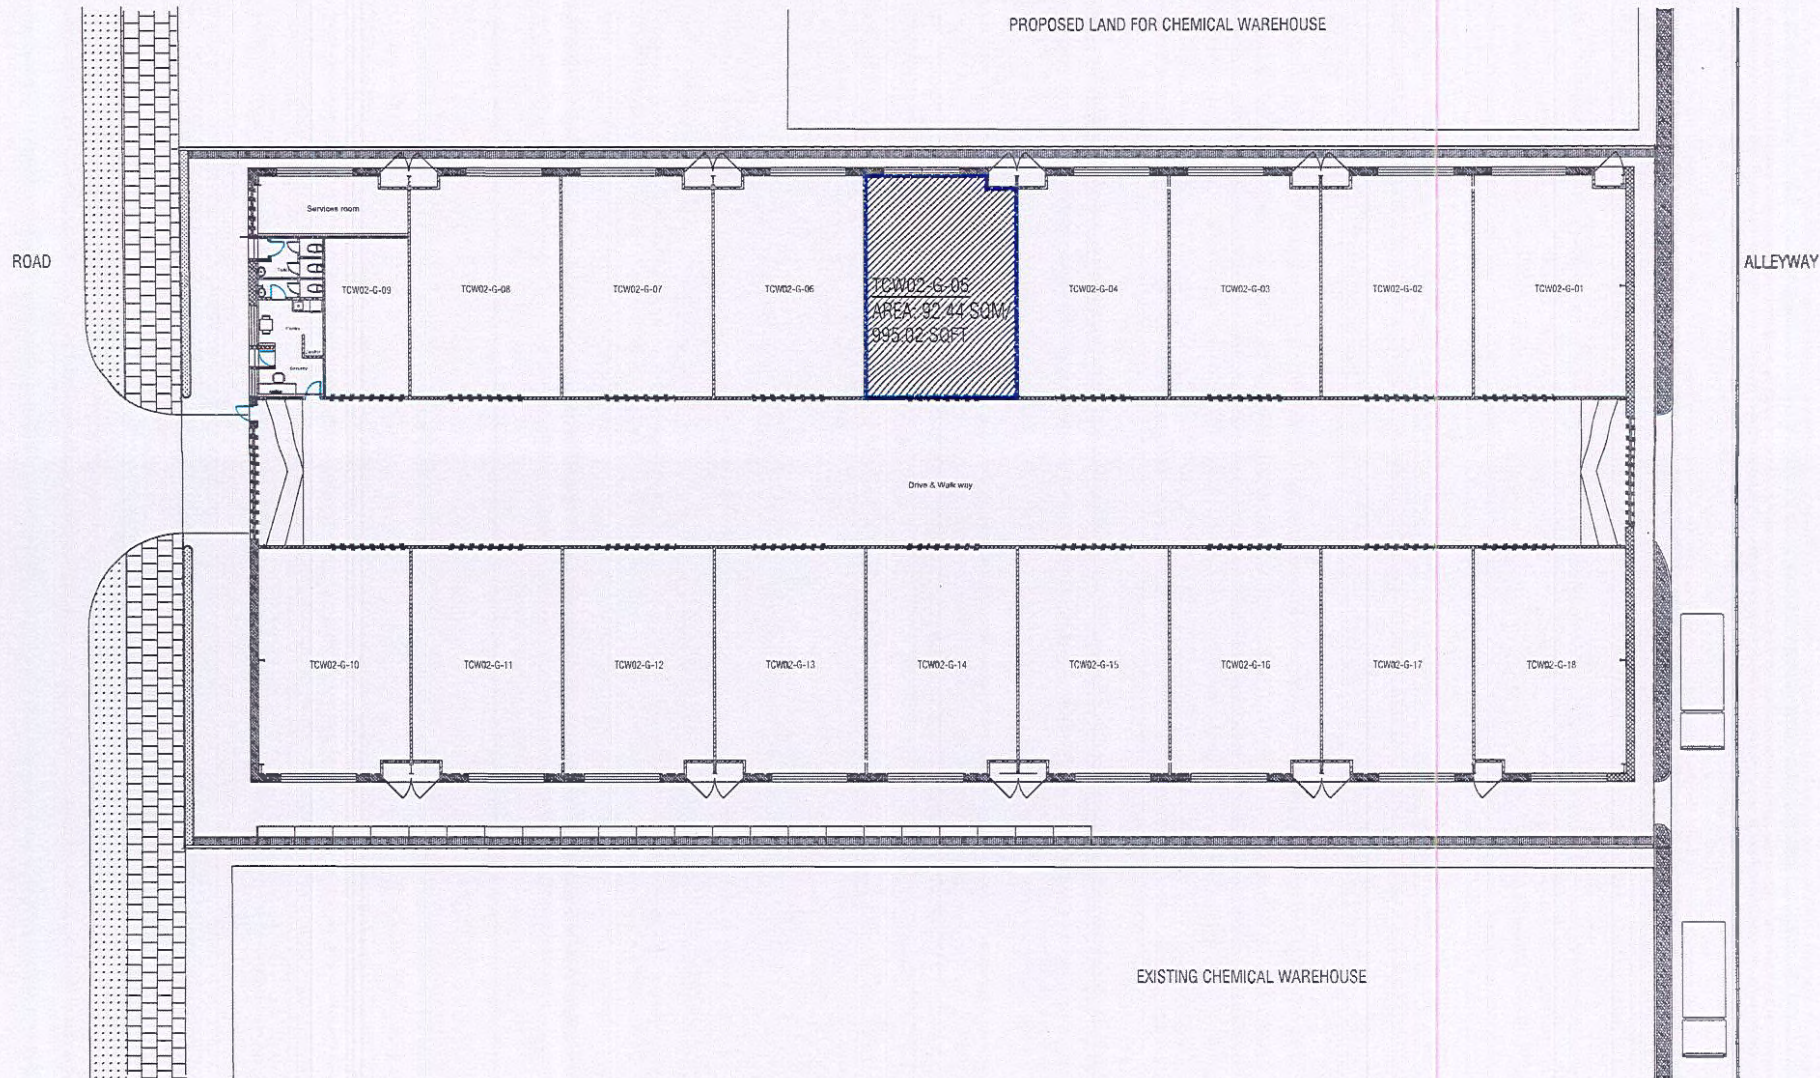 PROPOSED LAND FOR CHEMICAL WAREHOUSE
ROAD
ALLEYWAY
Services room
TCW02-G-09
TCW02-G-08
TCW02-G-07
TCW02-G-06
TCW02-G-05
AREA: 92.44 SQM/
995.02 SQFT
TCW02-G-04
TCW02-G-03
TCW02-G-02
TCW02-G-01
Drive & Walk way
TCW02-G-10
TCW02-G-11
TCW02-G-12
TCW02-G-13
TCW02-G-14
TCW02-G-15
TCW02-G-16
TCW02-G-17
TCW02-G-18
EXISTING CHEMICAL WAREHOUSE